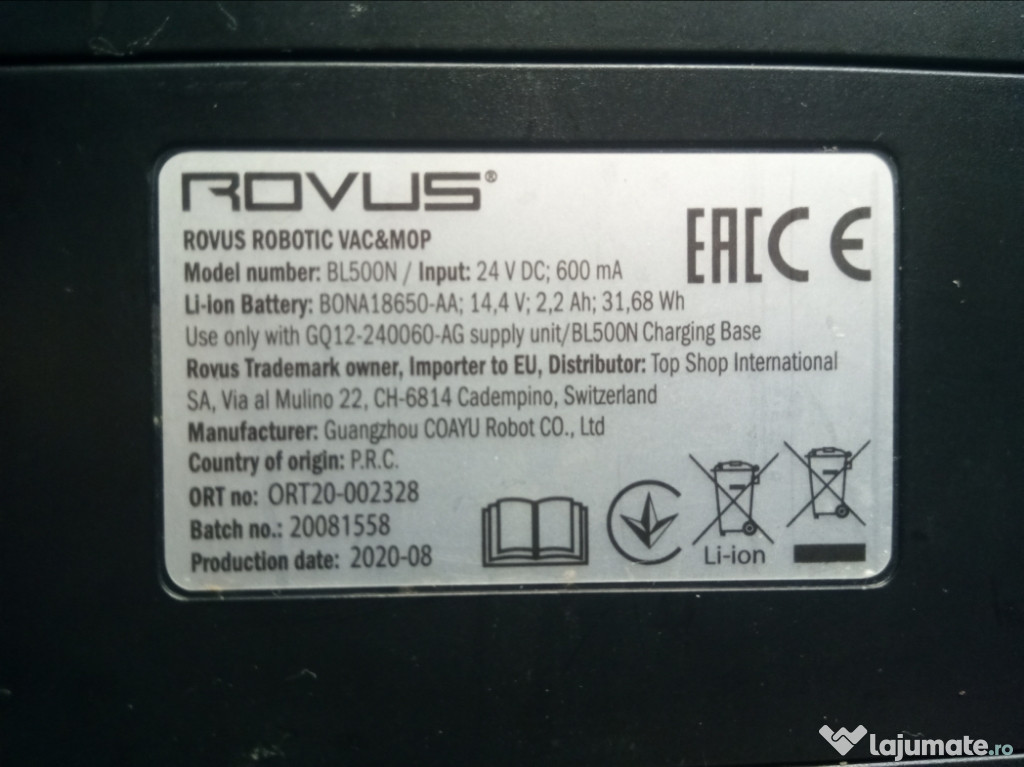 ROVUS®
ROVUS ROBOTIC VAC&MOP
Model number: BL500N / Input: 24 V DC; 600 mA
Li-ion Battery: BONA18650-AA; 14,4 V; 2,2 Ah; 31,68 Wh
Use only with GQ12-240060-AG supply unit/BL500N Charging Base
Rovus Trademark owner, Importer to EU, Distributor: Top Shop International
SA, Via al Mulino 22, CH-6814 Cadempino, Switzerland
Manufacturer: Guangzhou COAYU Robot CO., Ltd
Country of origin: P.R.C.
ORT no: ORT20-002328
Batch no.: 20081558
Production date: 2020-08
EAC CE
Li-ion
lajumate.ro